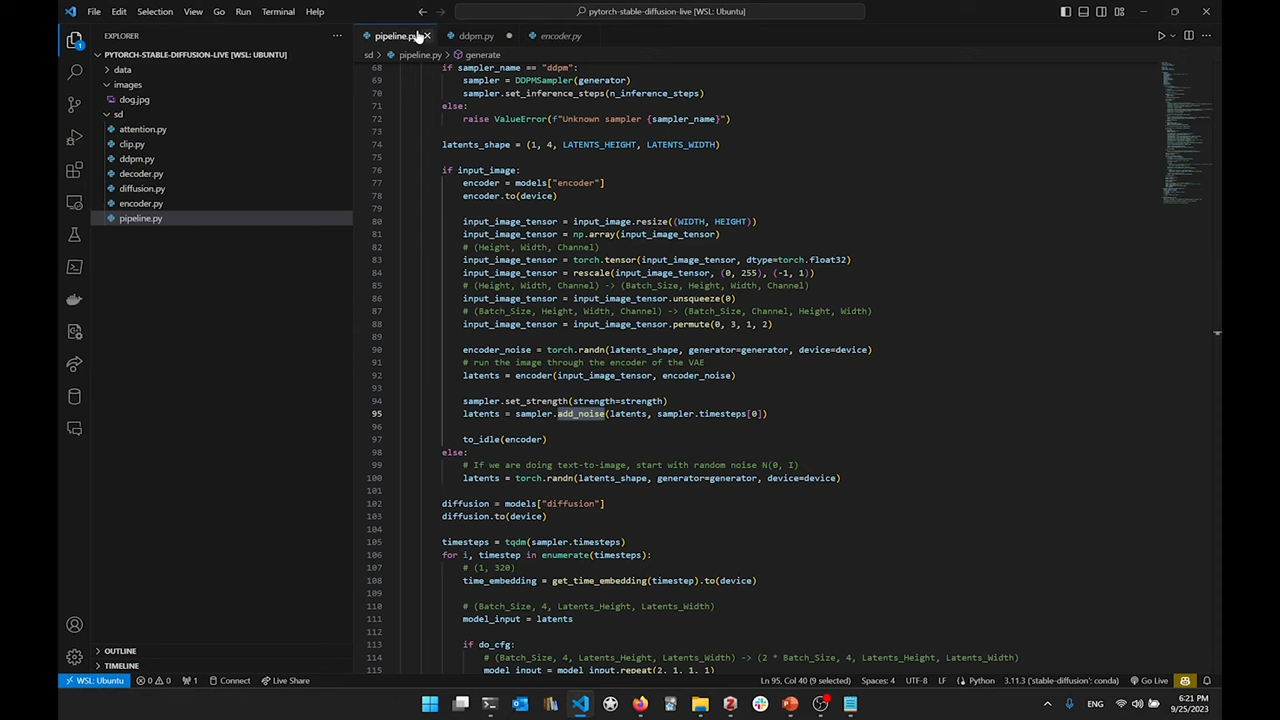 File Edit Selection View Go Run Terminal Help
pytorch-stable-diffusion-live [WSL: Ubuntu]
EXPLORER
PYTORCH-STABLE-DIFFUSION-LIVE [WSL: UBUNTU]
data
images
dog.jpg
sd
attention.py
clip.py
ddpm.py
decoder.py
diffusion.py
encoder.py
pipeline.py
OUTLINE
TIMELINE
pipeline.py ddpm.py encoder.py
sd > pipeline.py > generate
68 if sampler_name == "ddpm":
69 sampler = DDPMSampler(generator)
70 sampler.set_inference_steps(n_inference_steps)
71 else:
72 raise ValueError(f"Unknown sampler {sampler_name}")
73
74 latents_shape = (1, 4, LATENTS_HEIGHT, LATENTS_WIDTH)
75
76 if input_image:
77 encoder = models["encoder"]
78 encoder.to(device)
79
80 input_image_tensor = input_image.resize((WIDTH, HEIGHT))
81 input_image_tensor = np.array(input_image_tensor)
82 # (Height, Width, Channel)
83 input_image_tensor = torch.tensor(input_image_tensor, dtype=torch.float32)
84 input_image_tensor = rescale(input_image_tensor, (0, 255), (-1, 1))
85 # (Height, Width, Channel) -> (Batch_Size, Height, Width, Channel)
86 input_image_tensor = input_image_tensor.unsqueeze(0)
87 # (Batch_Size, Height, Width, Channel) -> (Batch_Size, Channel, Height, Width)
88 input_image_tensor = input_image_tensor.permute(0, 3, 1, 2)
89
90 encoder_noise = torch.randn(latents_shape, generator=generator, device=device)
91 # run the image through the encoder of the VAE
92 latents = encoder(input_image_tensor, encoder_noise)
93
94 sampler.set_strength(strength=strength)
95 latents = sampler.add_noise(latents, sampler.timesteps[0])
96
97 to_idle(encoder)
98 else:
99 # If we are doing text-to-image, start with random noise N(0, I)
100 latents = torch.randn(latents_shape, generator=generator, device=device)
101
102 diffusion = models["diffusion"]
103 diffusion.to(device)
104
105 timesteps = tqdm(sampler.timesteps)
106 for i, timestep in enumerate(timesteps):
107 # (1, 320)
108 time_embedding = get_time_embedding(timestep).to(device)
109
110 # (Batch_Size, 4, Latents_Height, Latents_Width)
111 model_input = latents
112
113 if do_cfg:
114 # (Batch_Size, 4, Latents_Height, Latents_Width) -> (2 * Batch_Size, 4, Latents_Height, Latents_Width)
115 model_input = model_input.repeat(2, 1, 1, 1)
WSL: Ubuntu 0 0 1 Connect Live Share Ln 95, Col 40 (9 selected) Spaces: 4 UTF-8 LF Python 3.11.3 ('stable-diffusion': conda) Go Live
ENG 6:21 PM
9/25/2023